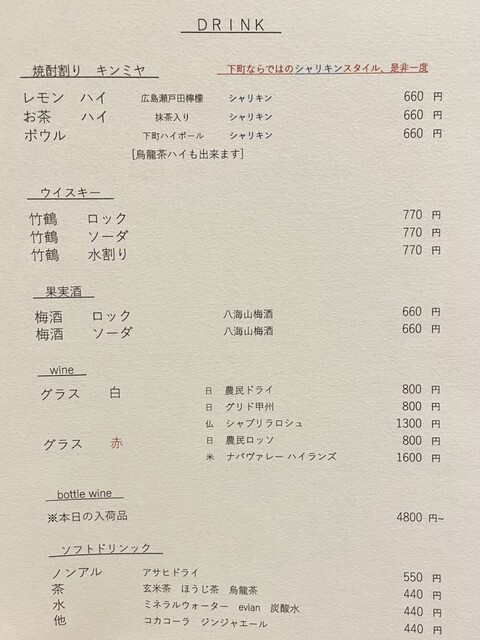 DRINK
焼酎割り キンミヤ 下町ならではのシャリキンスタイル、是非一度
レモン ハイ 広島瀬戸田檸檬 シャリキン 660 円
お茶 ハイ 抹茶入り シャリキン 660 円
ボウル 下町ハイボール シャリキン 660 円
[烏龍茶ハイも出来ます]
ウイスキー
竹鶴 ロック 770 円
竹鶴 ソーダ 770 円
竹鶴 水割り 770 円
果実酒
梅酒 ロック 八海山梅酒 660 円
梅酒 ソーダ 八海山梅酒 660 円
wine
グラス 白 日 農民ドライ 800 円
日 グリド甲州 800 円
仏 シャブリラロシュ 1300 円
グラス 赤 日 農民ロッソ 800 円
米 ナパヴァレー ハイランズ 1600 円
bottle wine
※本日の入荷品 4800 円~
ソフトドリンック
ノンアル アサヒドライ 550 円
茶 玄米茶 ほうじ茶 烏龍茶 440 円
水 ミネラルウォーター evian 炭酸水 440 円
他 コカコーラ ジンジャエール 440 円